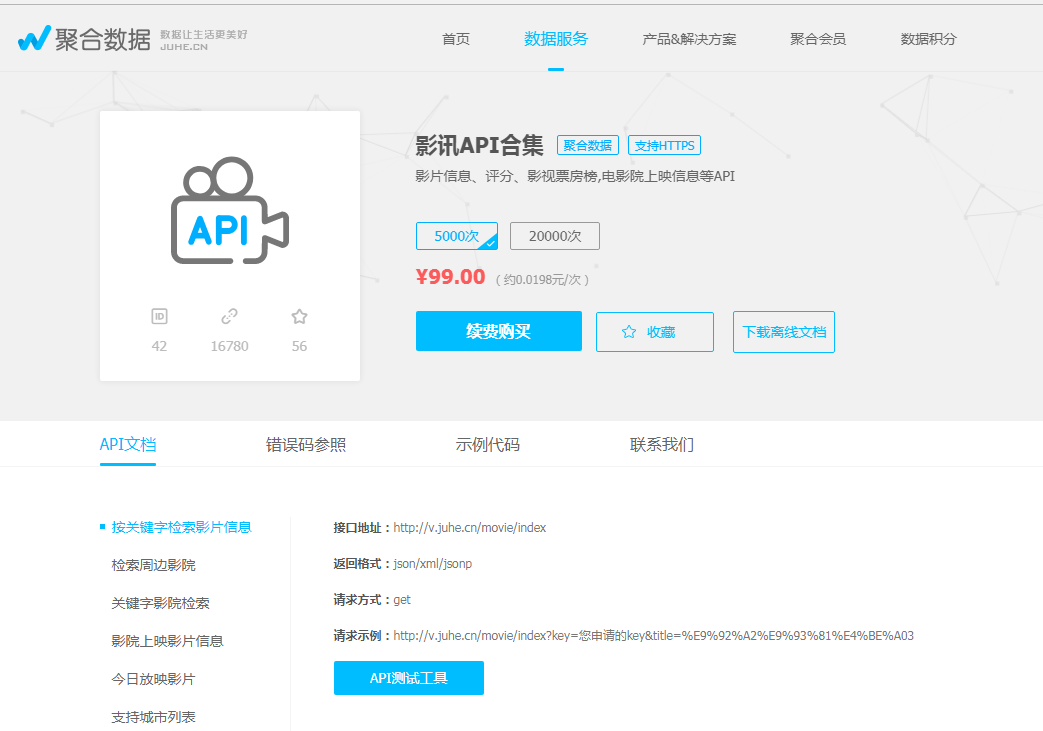 聚合数据 数据让生活更美好
JUHE.CN
首页 数据服务 产品&解决方案 聚合会员 数据积分
API
42 16780 56
影讯API合集 聚合数据 支持HTTPS
影片信息、评分、影视票房榜,电影院上映信息等API
5000次 20000次
¥99.00 ( 约0.0198元/次 )
续费购买 收藏 下载离线文档
API文档 错误码参照 示例代码 联系我们
按关键字检索影片信息
检索周边影院
关键字影院检索
影院上映影片信息
今日放映影片
支持城市列表
接口地址：http://v.juhe.cn/movie/index
返回格式：json/xml/jsonp
请求方式：get
请求示例：http://v.juhe.cn/movie/index?key=您申请的key&title=%E9%92%A2%E9%93%81%E4%BE%A03
API测试工具